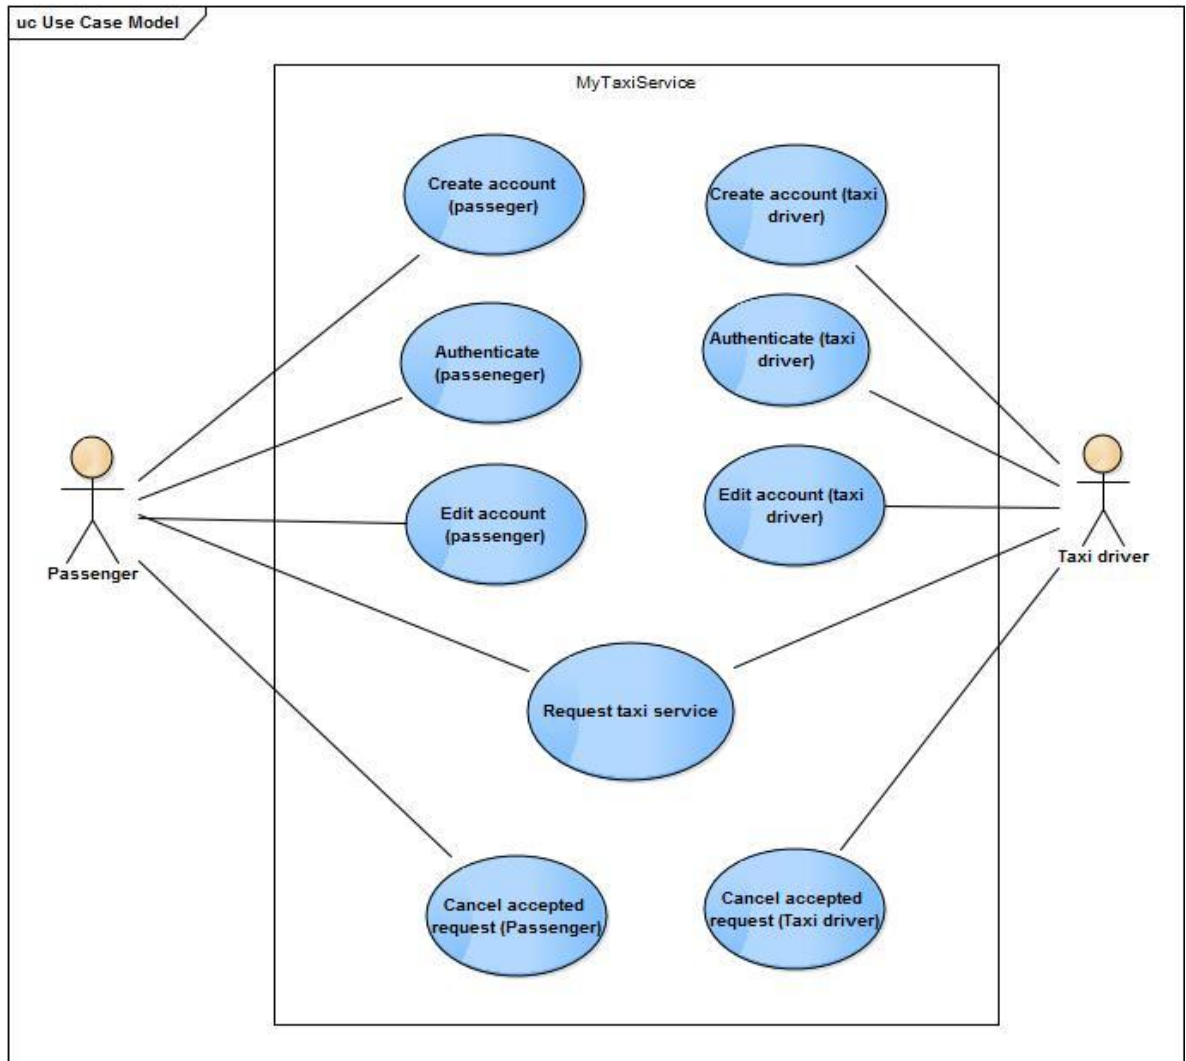 uc Use Case Model
MyTaxiService
Create account
(passeger)
Create account (taxi
driver)
Authenticate
(passeneger)
Authenticate (taxi
driver)
Edit account
(passenger)
Edit account (taxi
driver)
Passenger
Taxi driver
Request taxi service
Cancel accepted
request (Passenger)
Cancel accepted
request (Taxi driver)